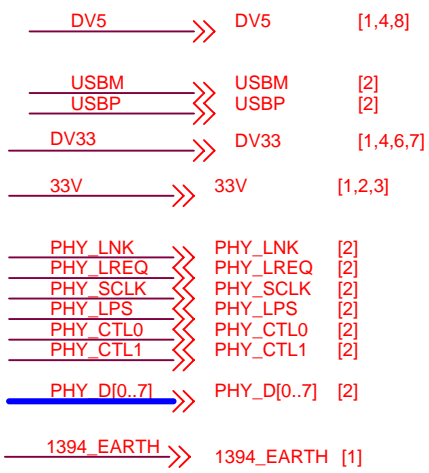 DV5 DV5 [1,4,8]
USBM USBM [2]
USBP USBP [2]
DV33 DV33 [1,4,6,7]
33V 33V [1,2,3]
PHY_LNK PHY_LNK [2]
PHY_LREQ PHY_LREQ [2]
PHY_SCLK PHY_SCLK [2]
PHY_LPS PHY_LPS [2]
PHY_CTL0 PHY_CTL0 [2]
PHY_CTL1 PHY_CTL1 [2]
PHY_D[0..7] PHY_D[0..7] [2]
1394_EARTH 1394_EARTH [1]